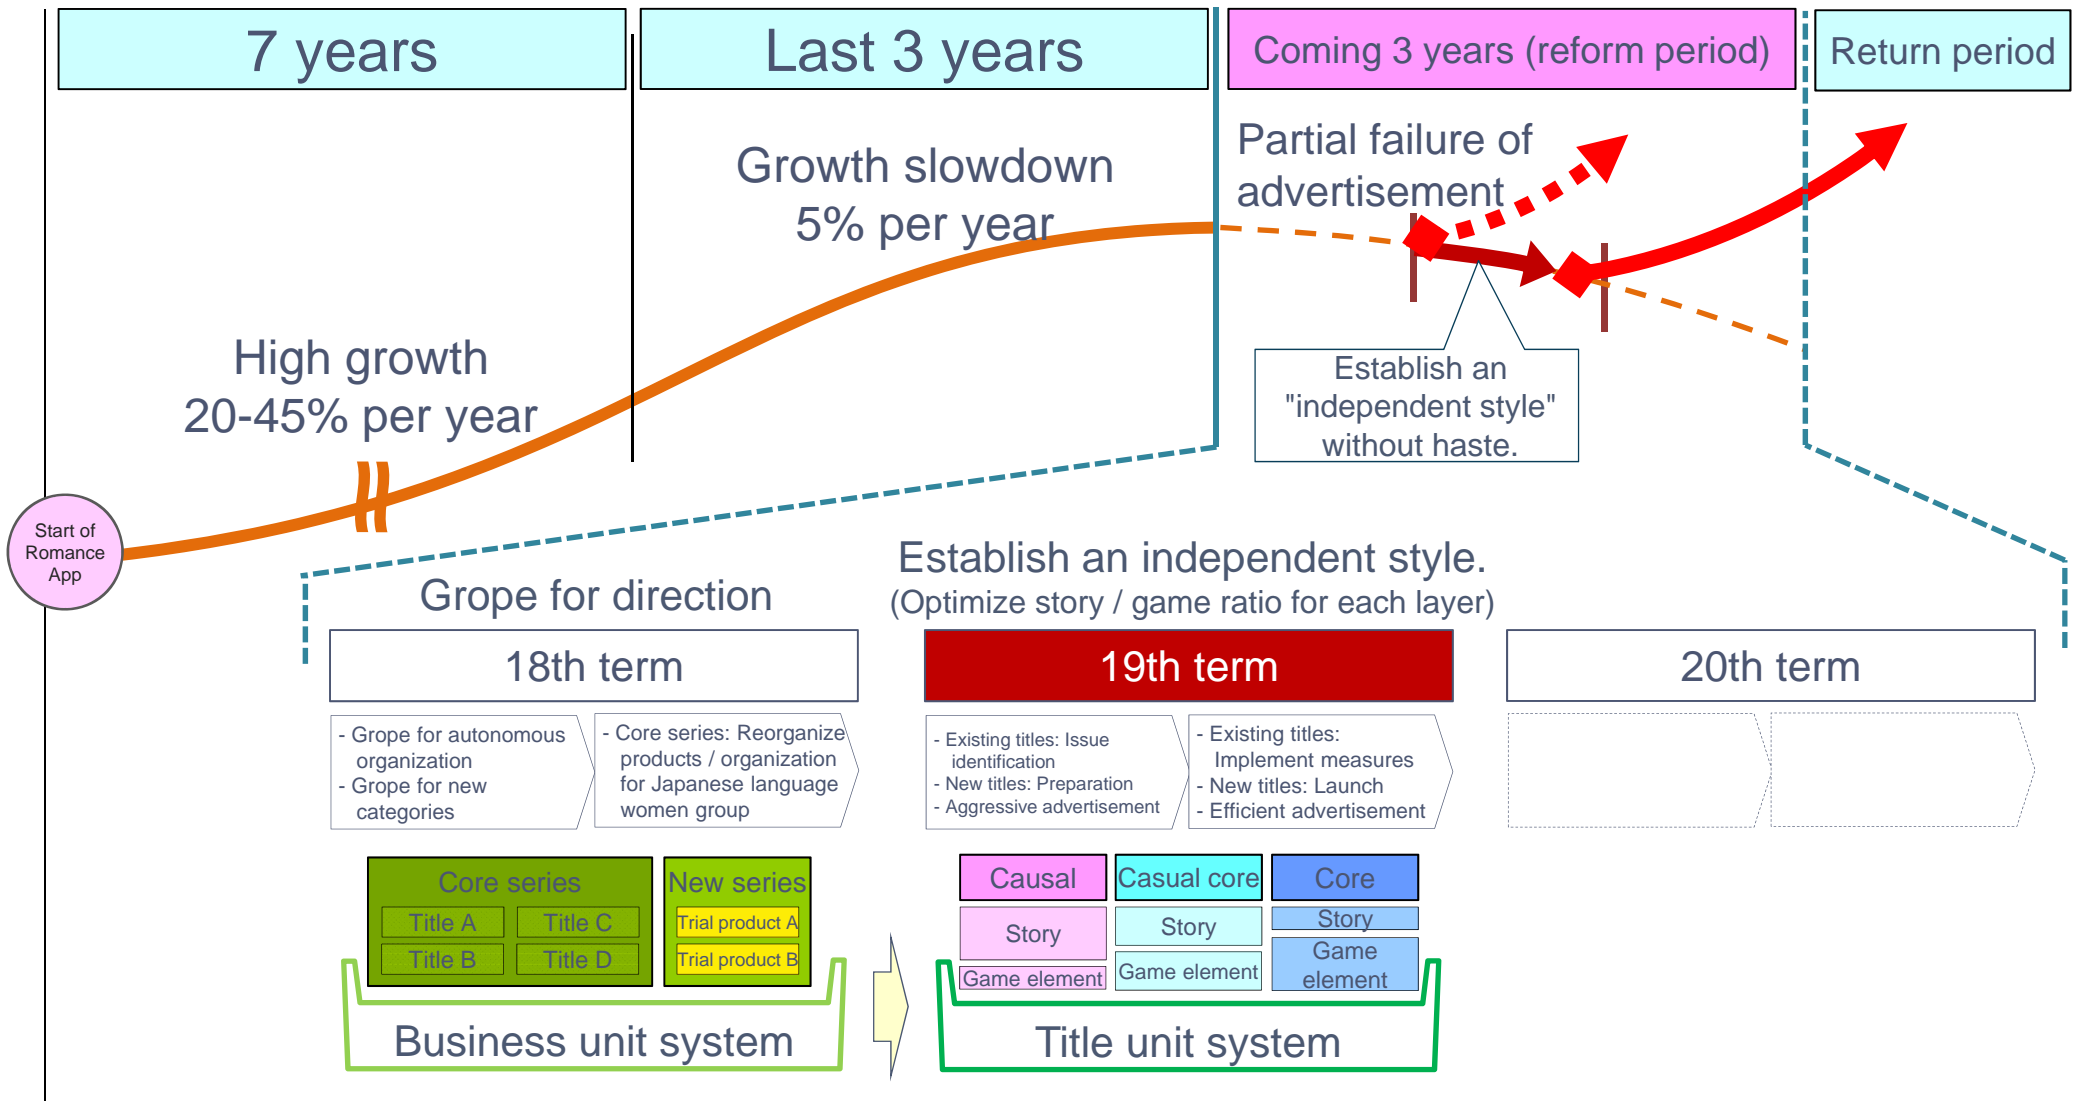 7 years
Last 3 years
Coming 3 years (reform period)
Return period
Partial failure of
advertisement
Growth slowdown
5% per year
High growth
20-45% per year
Establish an
"independent style"
without haste.
Start of
Romance
App
Grope for direction
Establish an independent style.
(Optimize story / game ratio for each layer)
18th term
19th term
20th term
- Grope for autonomous
organization
- Grope for new
categories
- Core series: Reorganize
products / organization
for Japanese language
women group
- Existing titles: Issue
identification
- New titles: Preparation
- Aggressive advertisement
- Existing titles:
Implement measures
- New titles: Launch
- Efficient advertisement
Core series
Title A
Title C
Title B
Title D
New series
Trial product A
Trial product B
Business unit system
Causal
Story
Game element
Casual core
Story
Game element
Core
Story
Game
element
Title unit system